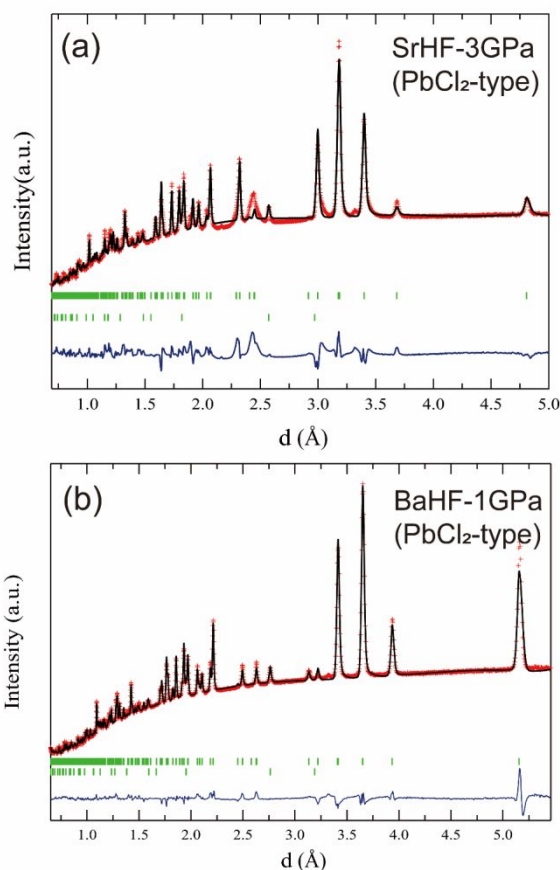 (a)
SrHF-3GPa
(PbCl₂-type)
Intensity(a.u.)
1.0 1.5 2.0 2.5 3.0 3.5 4.0 4.5 5.0
d (Å)
(b)
BaHF-1GPa
(PbCl₂-type)
Intensity (a.u.)
1.0 1.5 2.0 2.5 3.0 3.5 4.0 4.5 5.0
d (Å)